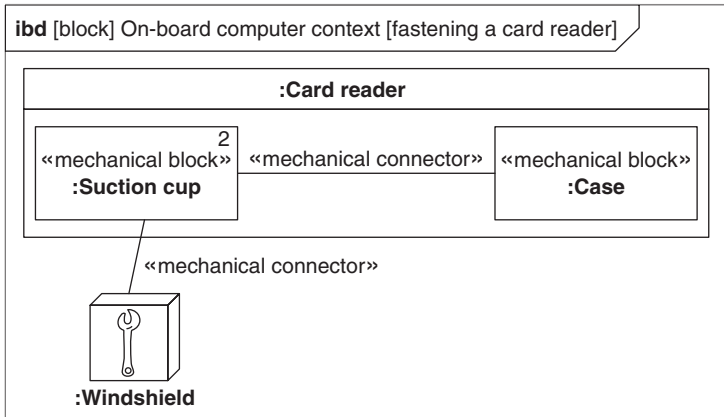 ibd [block] On-board computer context [fastening a card reader]
:Card reader
2
«mechanical block»
:Suction cup
«mechanical connector»
«mechanical block»
:Case
«mechanical connector»
:Windshield